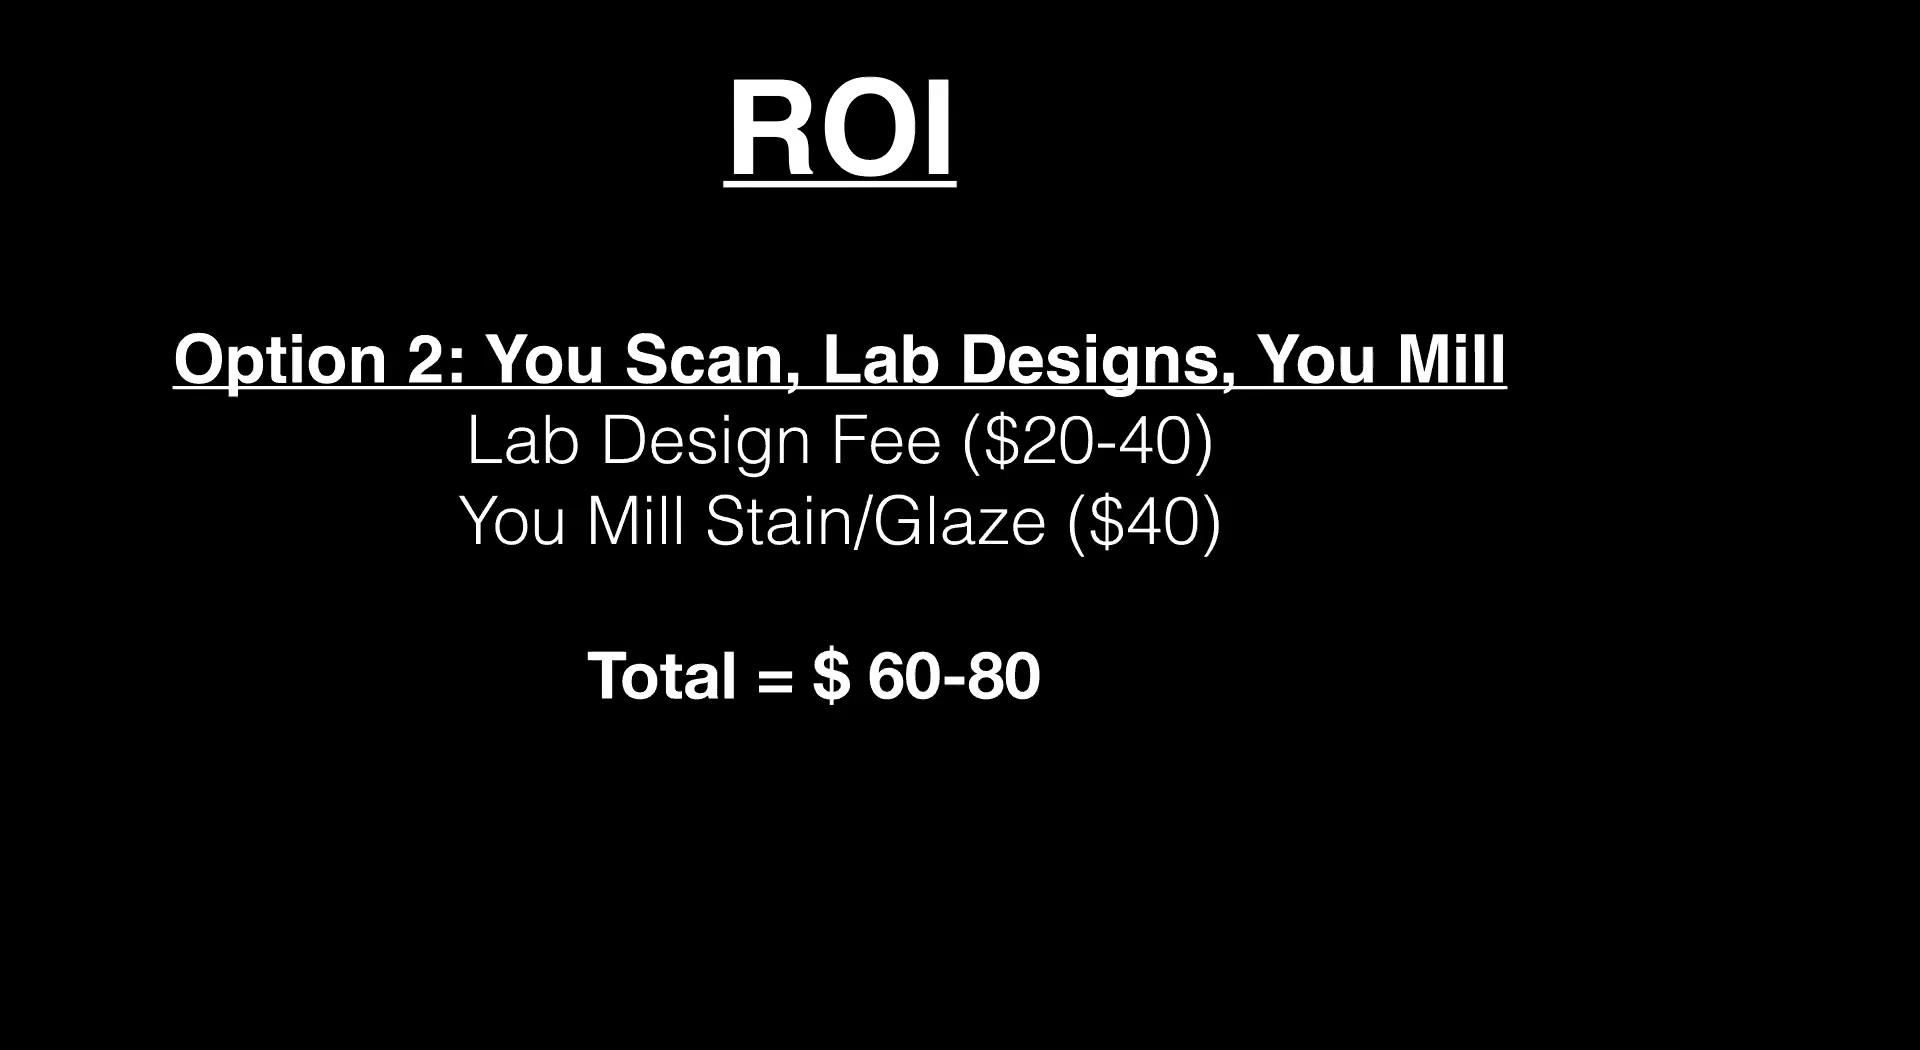 ROI
Option 2: You Scan, Lab Designs, You Mill
Lab Design Fee ($20-40)
You Mill Stain/Glaze ($40)
Total = $ 60-80